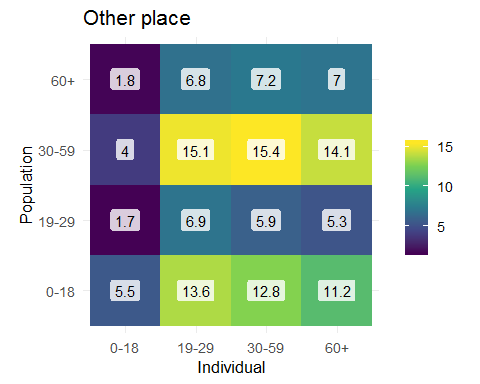 Other place
Population
60+ 1.8 6.8 7.2 7
30-59 4 15.1 15.4 14.1
19-29 1.7 6.9 5.9 5.3
0-18 5.5 13.6 12.8 11.2
0-18 19-29 30-59 60+
Individual
15
10
5